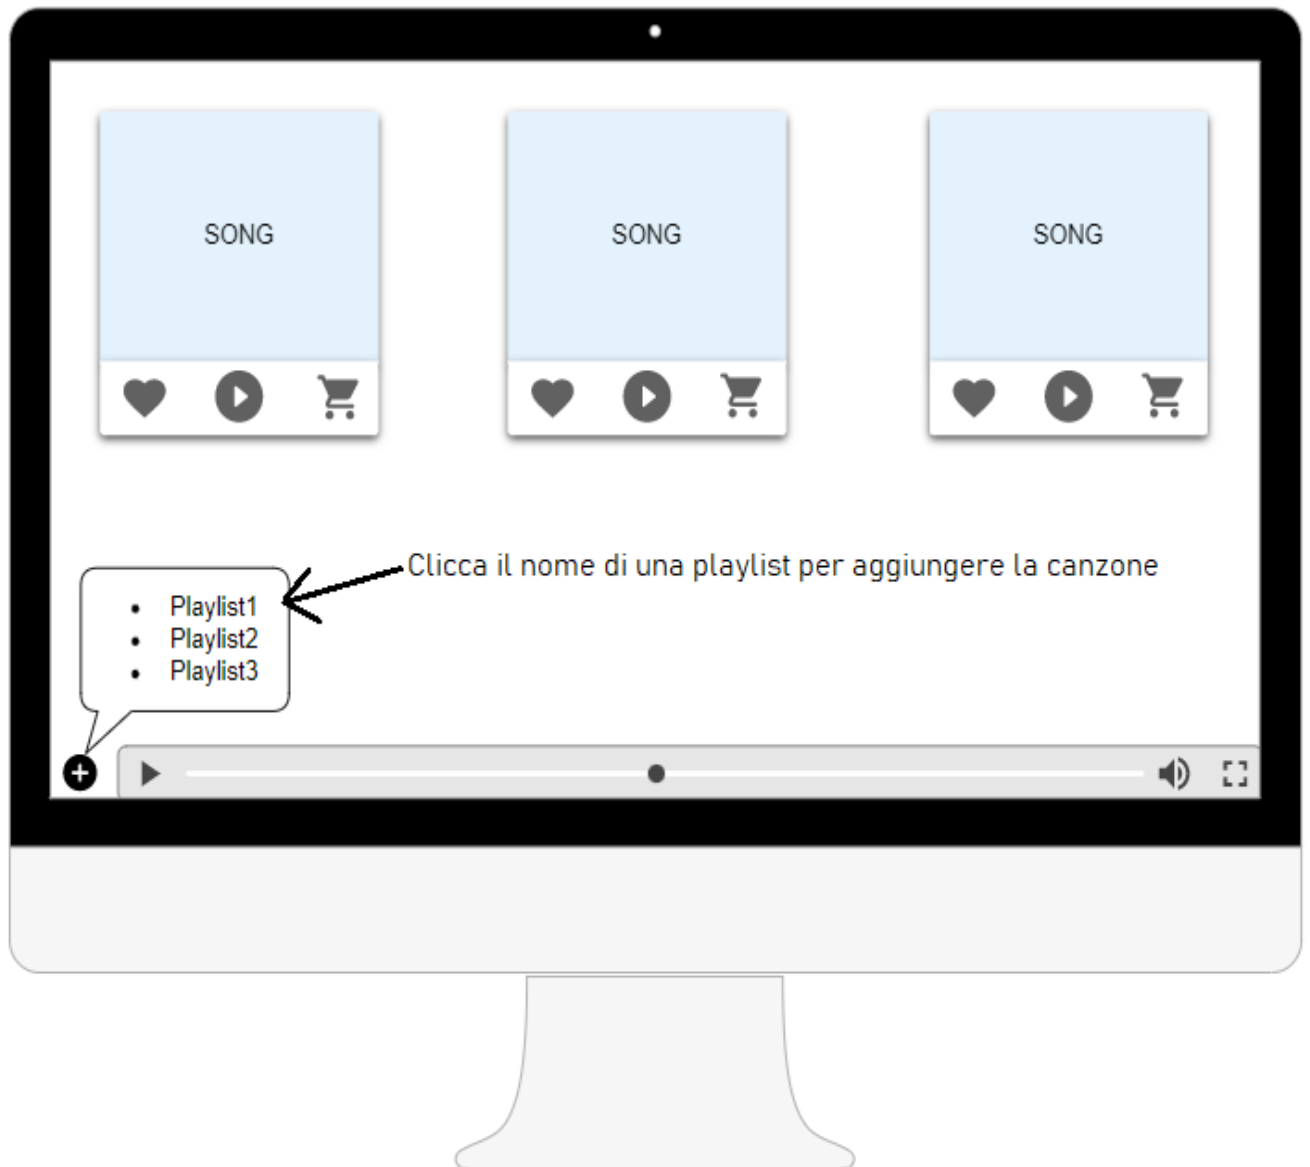 SONG
SONG
SONG
Clicca il nome di una playlist per aggiungere la canzone
Playlist1
Playlist2
Playlist3